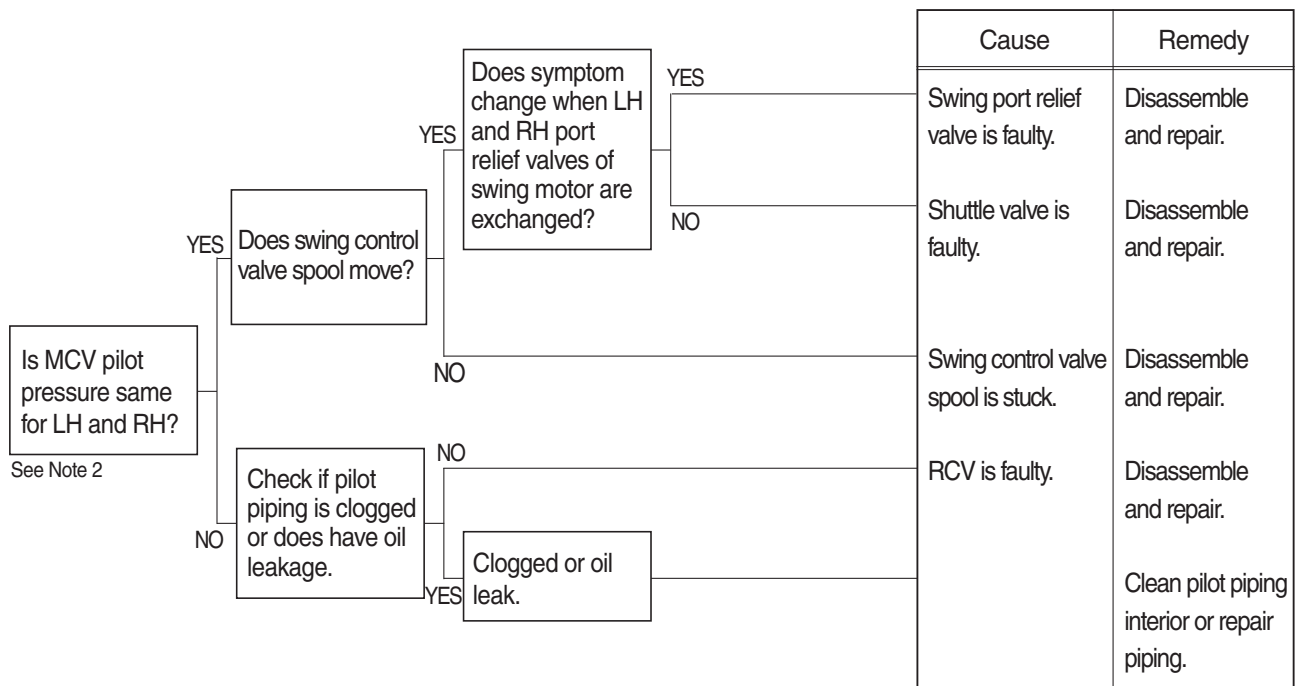 Is MCV pilot
pressure same
for LH and RH?
See Note 2
YES
Does swing control
valve spool move?
YES
Does symptom
change when LH
and RH port
relief valves of
swing motor are
exchanged?
YES
NO
NO
NO
Check if pilot
piping is clogged
or does have oil
leakage.
NO
YES
Clogged or oil
leak.
Cause
Remedy
Swing port relief
valve is faulty.
Disassemble
and repair.
Shuttle valve is
faulty.
Disassemble
and repair.
Swing control valve
spool is stuck.
Disassemble
and repair.
RCV is faulty.
Disassemble
and repair.
Clean pilot piping
interior or repair
piping.